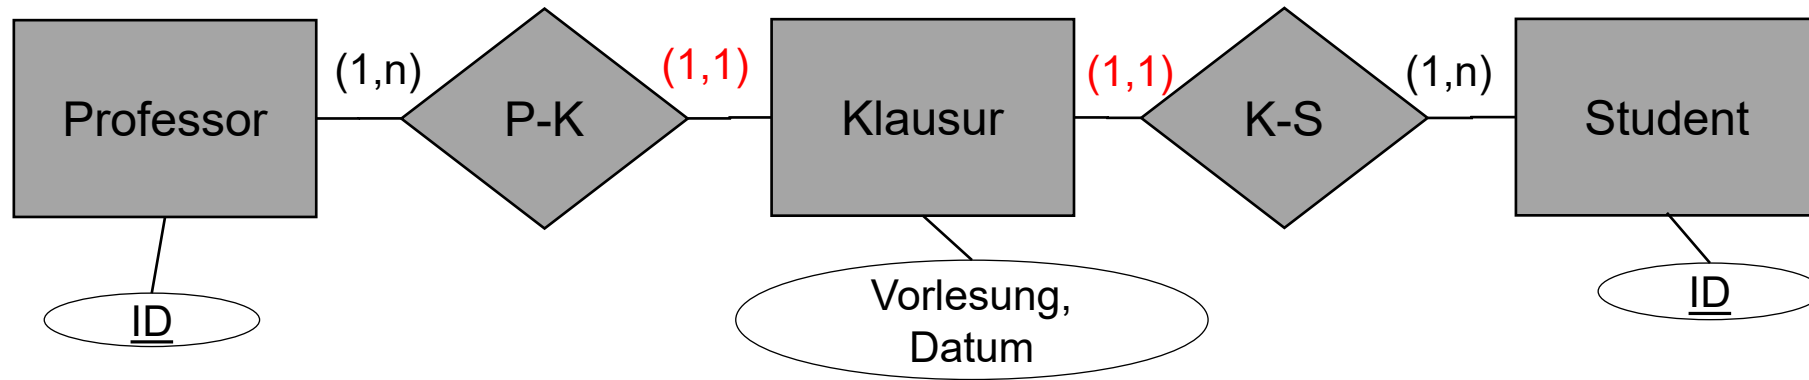 Professor
(1,n)
P-K
(1,1)
Klausur
(1,1)
K-S
(1,n)
Student
ID
Vorlesung,
Datum
ID